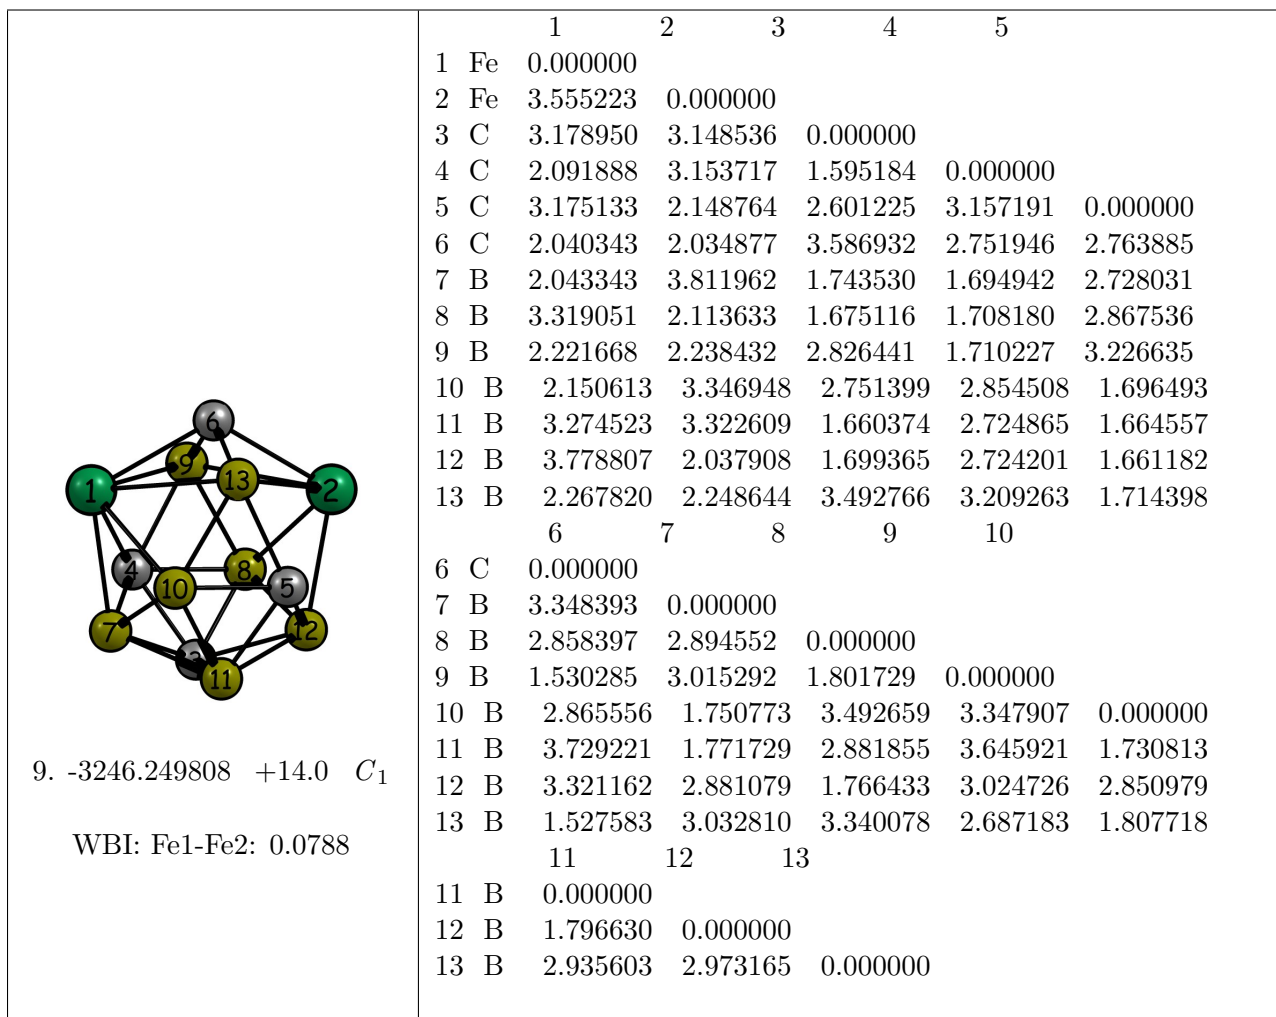 6
9
13
1
2
4
8
10
5
7
12
3
11
9. -3246.249808 +14.0 C1
WBI: Fe1-Fe2: 0.0788
1 2 3 4 5
1 Fe 0.000000
2 Fe 3.555223 0.000000
3 C 3.178950 3.148536 0.000000
4 C 2.091888 3.153717 1.595184 0.000000
5 C 3.175133 2.148764 2.601225 3.157191 0.000000
6 C 2.040343 2.034877 3.586932 2.751946 2.763885
7 B 2.043343 3.811962 1.743530 1.694942 2.728031
8 B 3.319051 2.113633 1.675116 1.708180 2.867536
9 B 2.221668 2.238432 2.826441 1.710227 3.226635
10 B 2.150613 3.346948 2.751399 2.854508 1.696493
11 B 3.274523 3.322609 1.660374 2.724865 1.664557
12 B 3.778807 2.037908 1.699365 2.724201 1.661182
13 B 2.267820 2.248644 3.492766 3.209263 1.714398
6 7 8 9 10
6 C 0.000000
7 B 3.348393 0.000000
8 B 2.858397 2.894552 0.000000
9 B 1.530285 3.015292 1.801729 0.000000
10 B 2.865556 1.750773 3.492659 3.347907 0.000000
11 B 3.729221 1.771729 2.881855 3.645921 1.730813
12 B 3.321162 2.881079 1.766433 3.024726 2.850979
13 B 1.527583 3.032810 3.340078 2.687183 1.807718
11 12 13
11 B 0.000000
12 B 1.796630 0.000000
13 B 2.935603 2.973165 0.000000